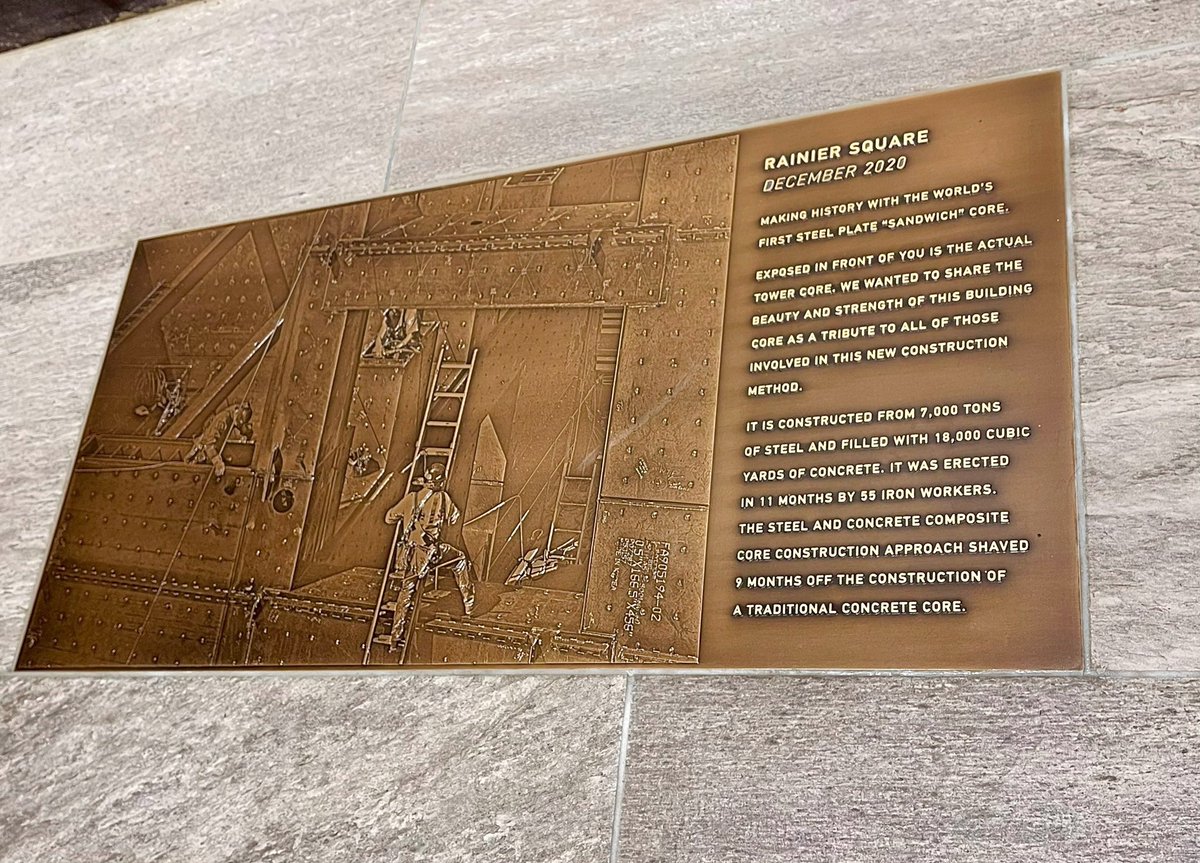 RAINIER SQUARE
DECEMBER 2020
MAKING HISTORY WITH THE WORLD'S
FIRST STEEL PLATE "SANDWICH" CORE.
EXPOSED IN FRONT OF YOU IS THE ACTUAL
TOWER CORE. WE WANTED TO SHARE THE
BEAUTY AND STRENGTH OF THIS BUILDING
CORE AS A TRIBUTE TO ALL OF THOSE
INVOLVED IN THIS NEW CONSTRUCTION
METHOD.
IT IS CONSTRUCTED FROM 7,000 TONS
OF STEEL AND FILLED WITH 18,000 CUBIC
YARDS OF CONCRETE. IT WAS ERECTED
IN 11 MONTHS BY 55 IRON WORKERS.
THE STEEL AND CONCRETE COMPOSITE
CORE CONSTRUCTION APPROACH SHAVED
9 MONTHS OFF THE CONSTRUCTION OF
A TRADITIONAL CONCRETE CORE.
FA905194-02